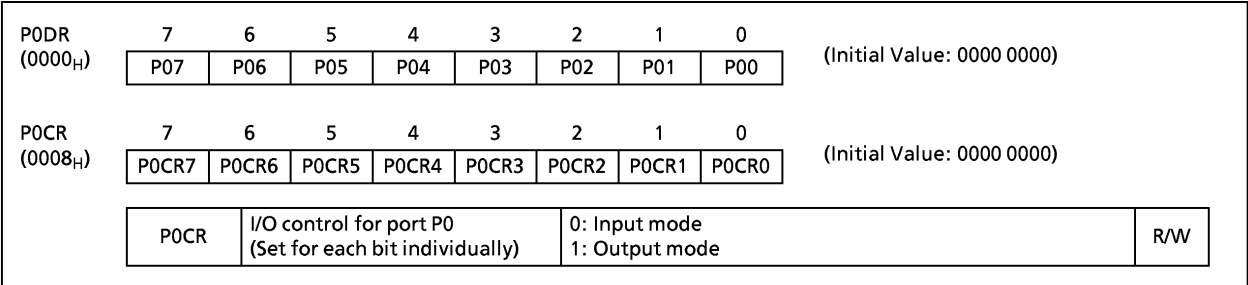 P0DR 7 6 5 4 3 2 1 0
(0000H) P07 P06 P05 P04 P03 P02 P01 P00 (Initial Value: 0000 0000)
P0CR 7 6 5 4 3 2 1 0
(0008H) P0CR7 P0CR6 P0CR5 P0CR4 P0CR3 P0CR2 P0CR1 P0CR0 (Initial Value: 0000 0000)
P0CR I/O control for port P0 0: Input mode R/W
(Set for each bit individually) 1: Output mode